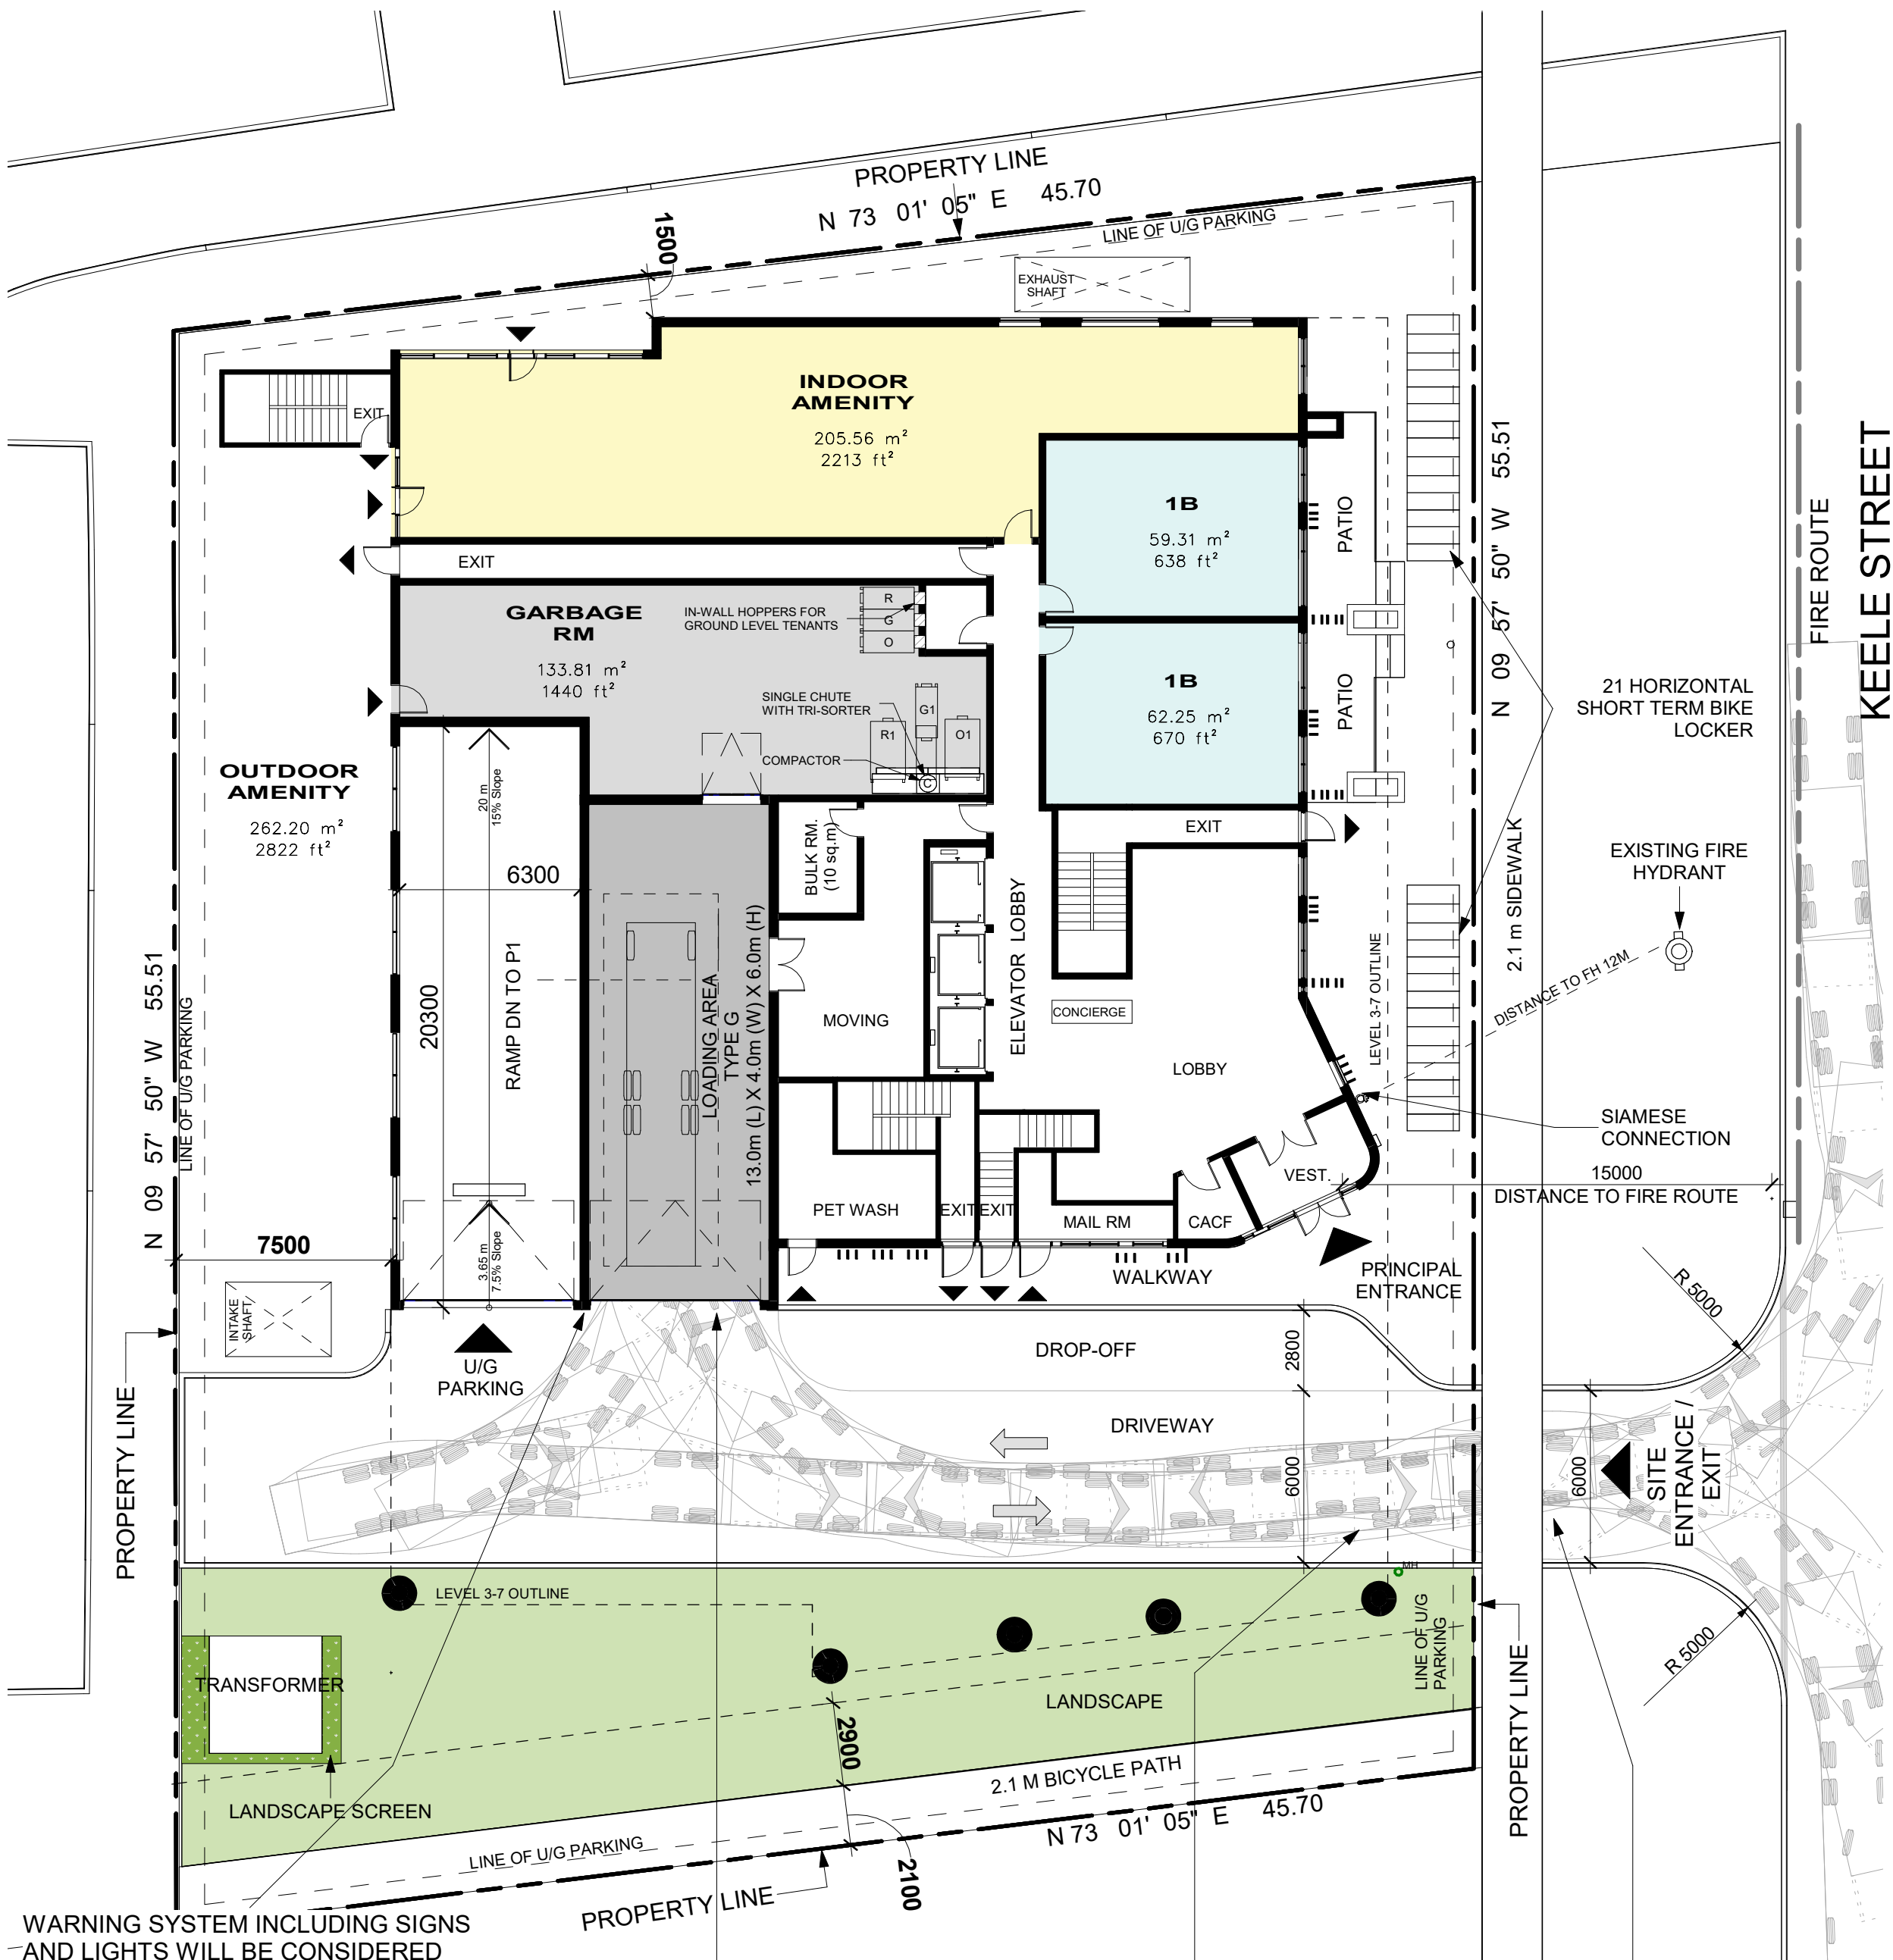 PROPERTY LINE
N 73 01' 05" E 45.70
LINE OF U/G PARKING
1500
EXHAUST
SHAFT
INDOOR
AMENITY
205.56 m²
2213 ft²
EXIT
1B
59.31 m²
638 ft²
PATIO
N 09 57' 50" W 55.51
FIRE ROUTE
KEELE STREET
EXIT
GARBAGE
RM
133.81 m²
1440 ft²
IN-WALL HOPPERS FOR
GROUND LEVEL TENANTS
R
G
O
SINGLE CHUTE
WITH TRI-SORTER
G1
R1
O1
COMPACTOR
C
1B
62.25 m²
670 ft²
PATIO
21 HORIZONTAL
SHORT TERM BIKE
LOCKER
OUTDOOR
AMENITY
262.20 m²
2822 ft²
20 m
15% Slope
6300
20300
RAMP DN TO P1
BULK RM.
(10 sq.m)
EXIT
2.1 m SIDEWALK
EXISTING FIRE
HYDRANT
DISTANCE TO FH 12M
LOADING AREA
TYPE G
13.0m (L) X 4.0m (W) X 6.0m (H)
MOVING
ELEVATOR LOBBY
CONCIERGE
LOBBY
LEVEL 3-7 OUTLINE
N 09 57' 50" W 55.51
LINE OF U/G PARKING
SIAMESE
CONNECTION
15000
DISTANCE TO FIRE ROUTE
VEST.
PET WASH
EXIT
EXIT
MAIL RM
CACF
7500
3.65 m
7.5% Slope
WALKWAY
PRINCIPAL
ENTRANCE
R 5000
INTAKE
SHAFT
U/G
PARKING
DROP-OFF
2800
PROPERTY LINE
DRIVEWAY
6000
6000
SITE
ENTRANCE /
EXIT
MH
LEVEL 3-7 OUTLINE
TRANSFORMER
LANDSCAPE
LINE OF U/G
PARKING
R 5000
PROPERTY LINE
2900
2.1 M BICYCLE PATH
LANDSCAPE SCREEN
N 73 01' 05" E 45.70
LINE OF U/G PARKING
2100
PROPERTY LINE
WARNING SYSTEM INCLUDING SIGNS
AND LIGHTS WILL BE CONSIDERED